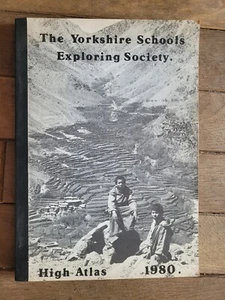 The Yorkshire Schools
Exploring Society.
High Atlas 1980.